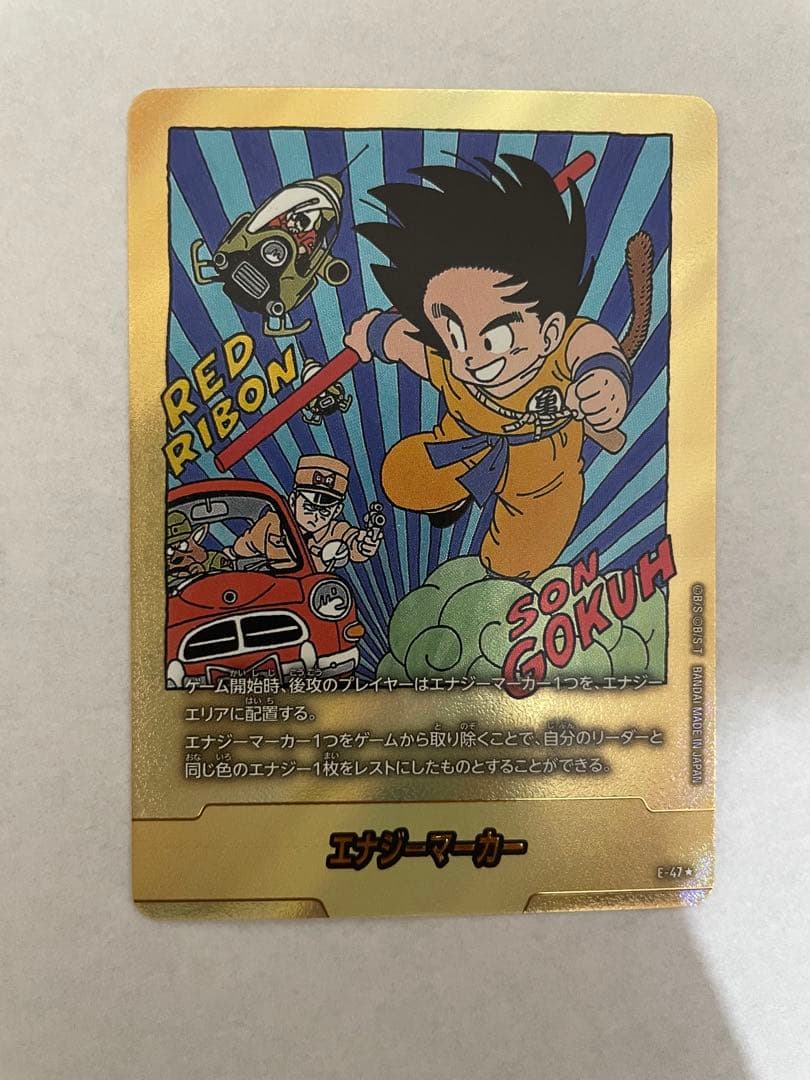 RED
RIBON
R R
亀
SON
GOKUH
ゲーム開始時、後攻のプレイヤーはエナジーマーカー1つを、エナジー
エリアに配置する。
エナジーマーカー1つをゲームから取り除くことで、自分のリーダーと
同じ色のエナジー1枚をレストにしたものとすることができる。
©B/S ©B/S T BANDAI MADE IN JAPAN
エナジーマーカー
E-47★